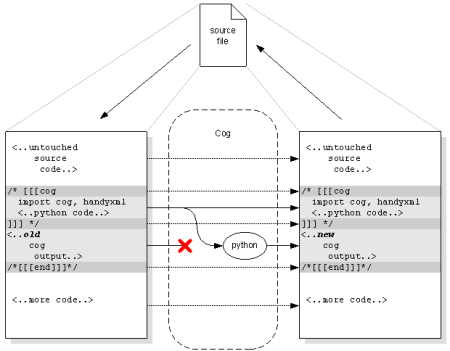 source
file
Cog
<..untouched
source
code..>
/* [[[cog
import cog, handyxml
<..python code..>
]]] */
<..old
cog
output..>
/*[[[end]]]*/
<..more code..>
python
<..untouched
source
code..>
/* [[[cog
import cog, handyxml
<..python code..>
]]] */
<..new
cog
output..>
/*[[[end]]]*/
<..more code..>